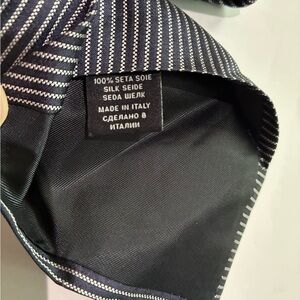 100% SETA SOIE
SILK SEIDE
SEDA ШЕЛК
MADE IN ITALY
СДЕЛАНО В
ИТАЛИИ